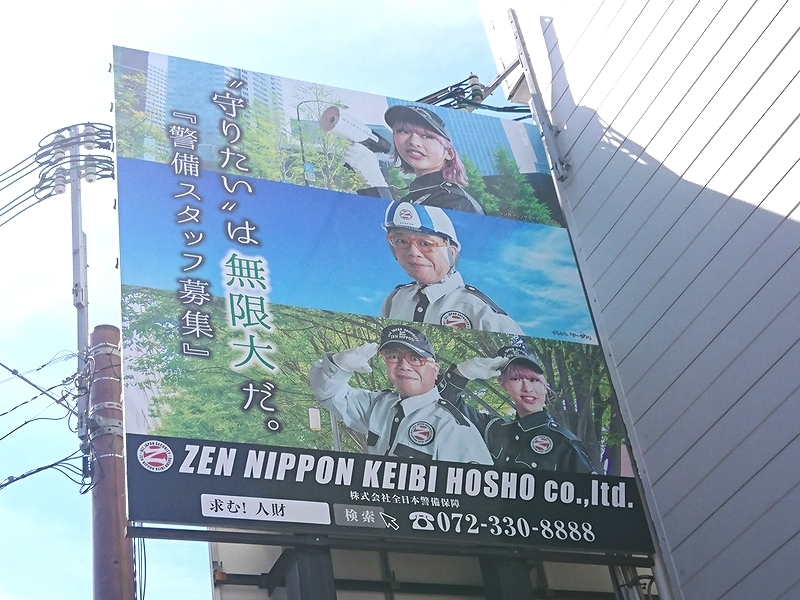 “守りたい”は無限大だ。
『警備スタッフ募集』
ZEN NIPPON KEIBI HOSHO co.,ltd.
株式会社全日本警備保障
求む! 人財
検索
☎072-330-8888